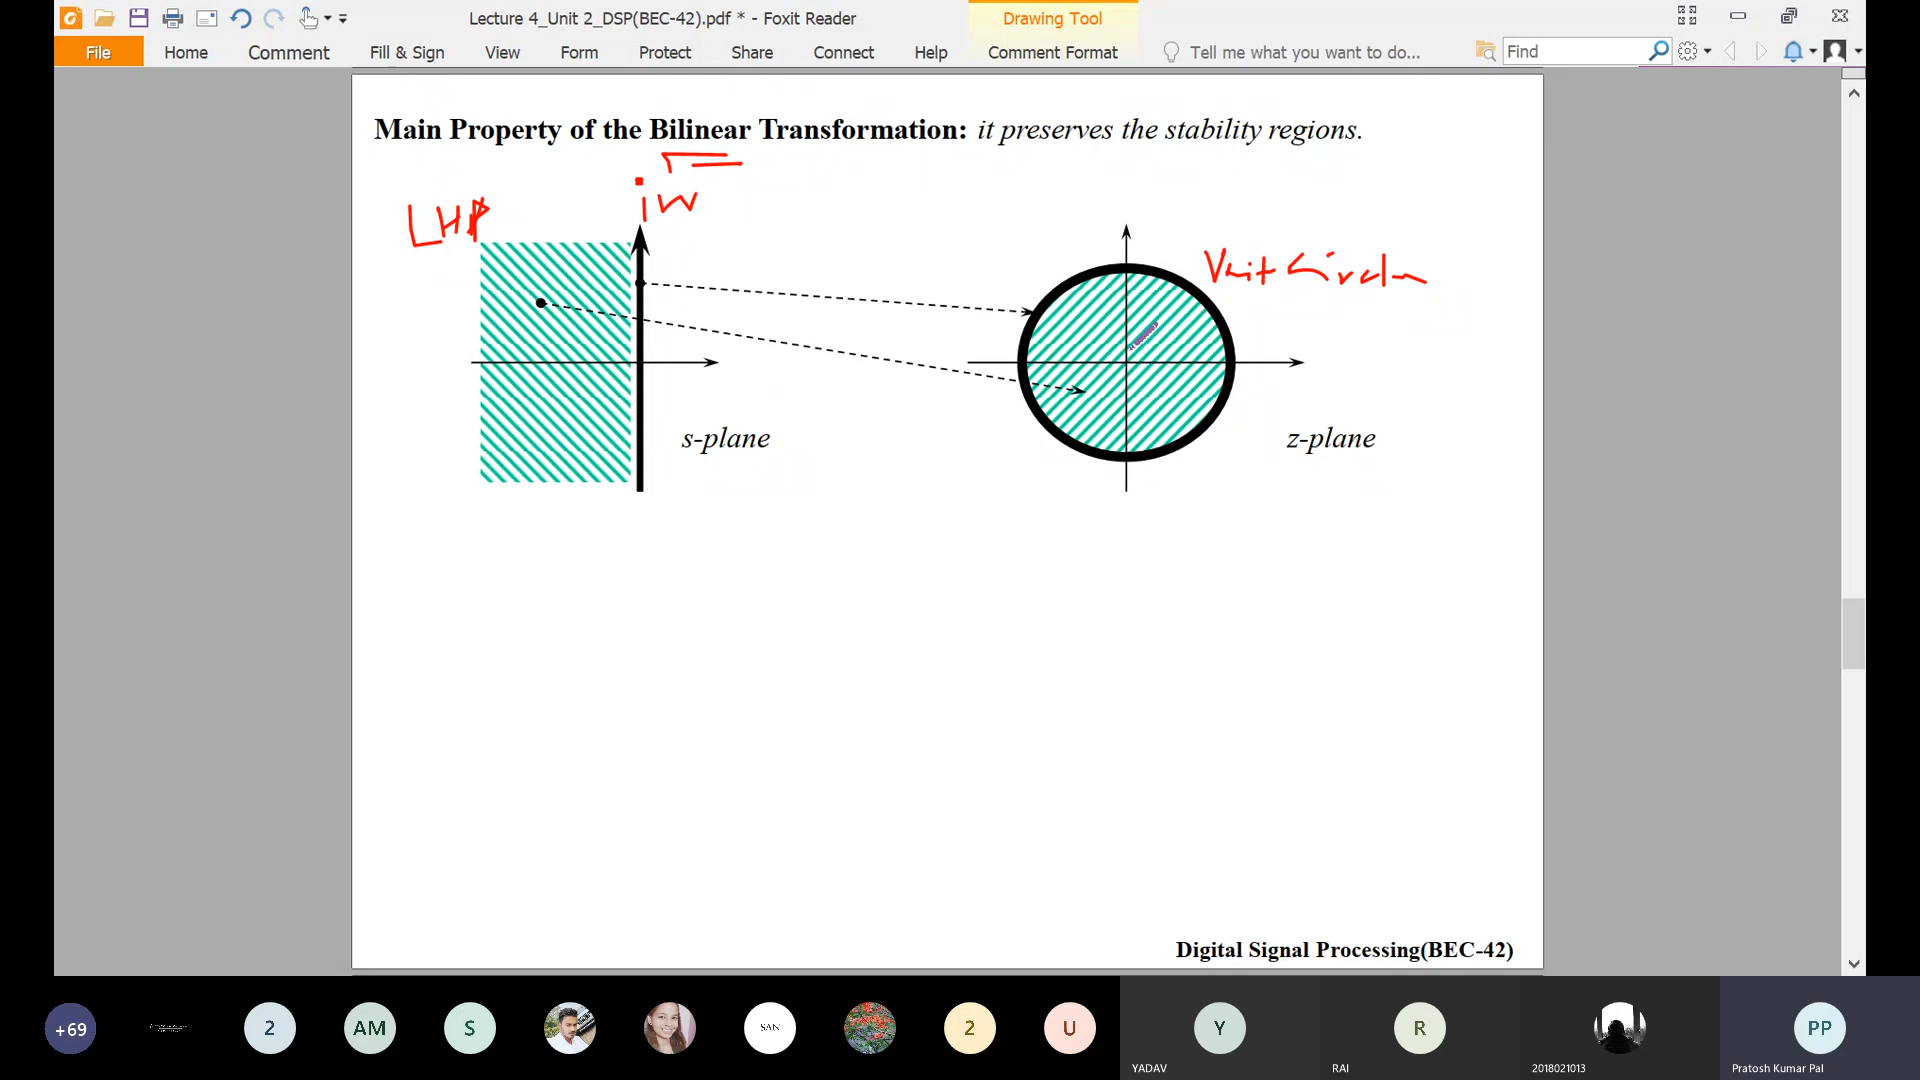 Lecture 4_Unit 2_DSP(BEC-42).pdf * - Foxit Reader
Drawing Tool
File Home Comment Fill & Sign View Form Protect Share Connect Help Comment Format Tell me what you want to do... Find
Main Property of the Bilinear Transformation: it preserves the stability regions.
LHP
jw
Unit Circle
s-plane
z-plane
Digital Signal Processing(BEC-42)
+69 2 AM S SAN 2 U Y R PP
YADAV RAI 2018021013 Pratosh Kumar Pal